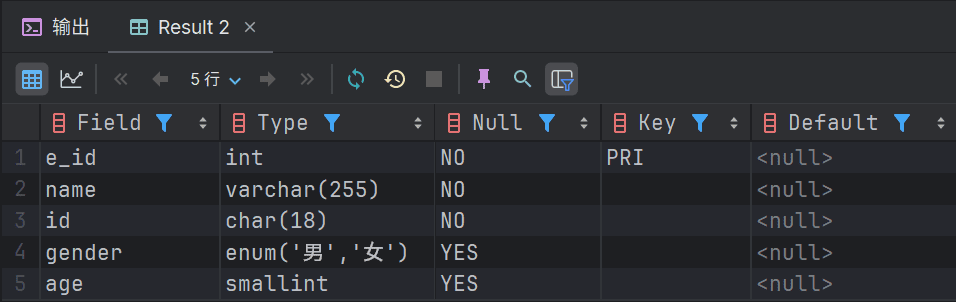 输出 Result 2
5 行
Field Type Null Key Default
1 e_id int NO PRI <null>
2 name varchar(255) NO <null>
3 id char(18) NO <null>
4 gender enum('男','女') YES <null>
5 age smallint YES <null>